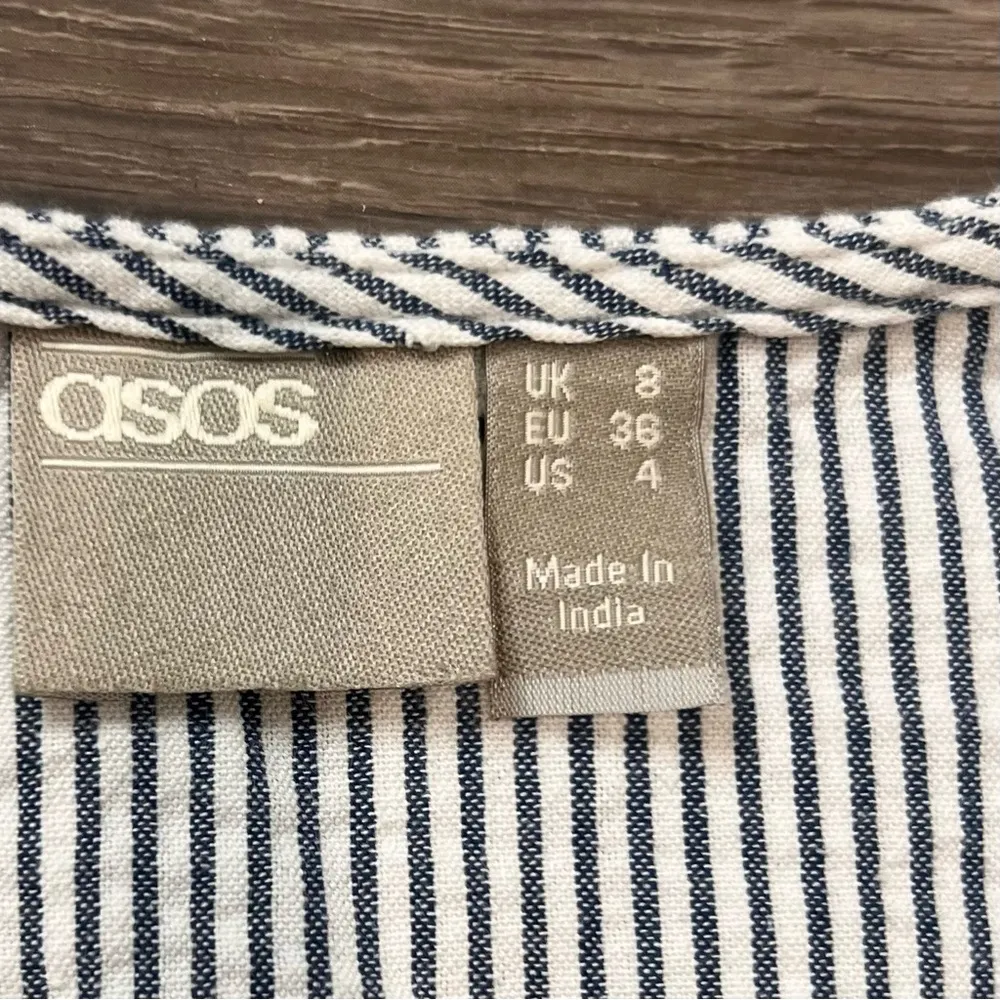 asos
UK 8
EU 36
US 4
Made In
India